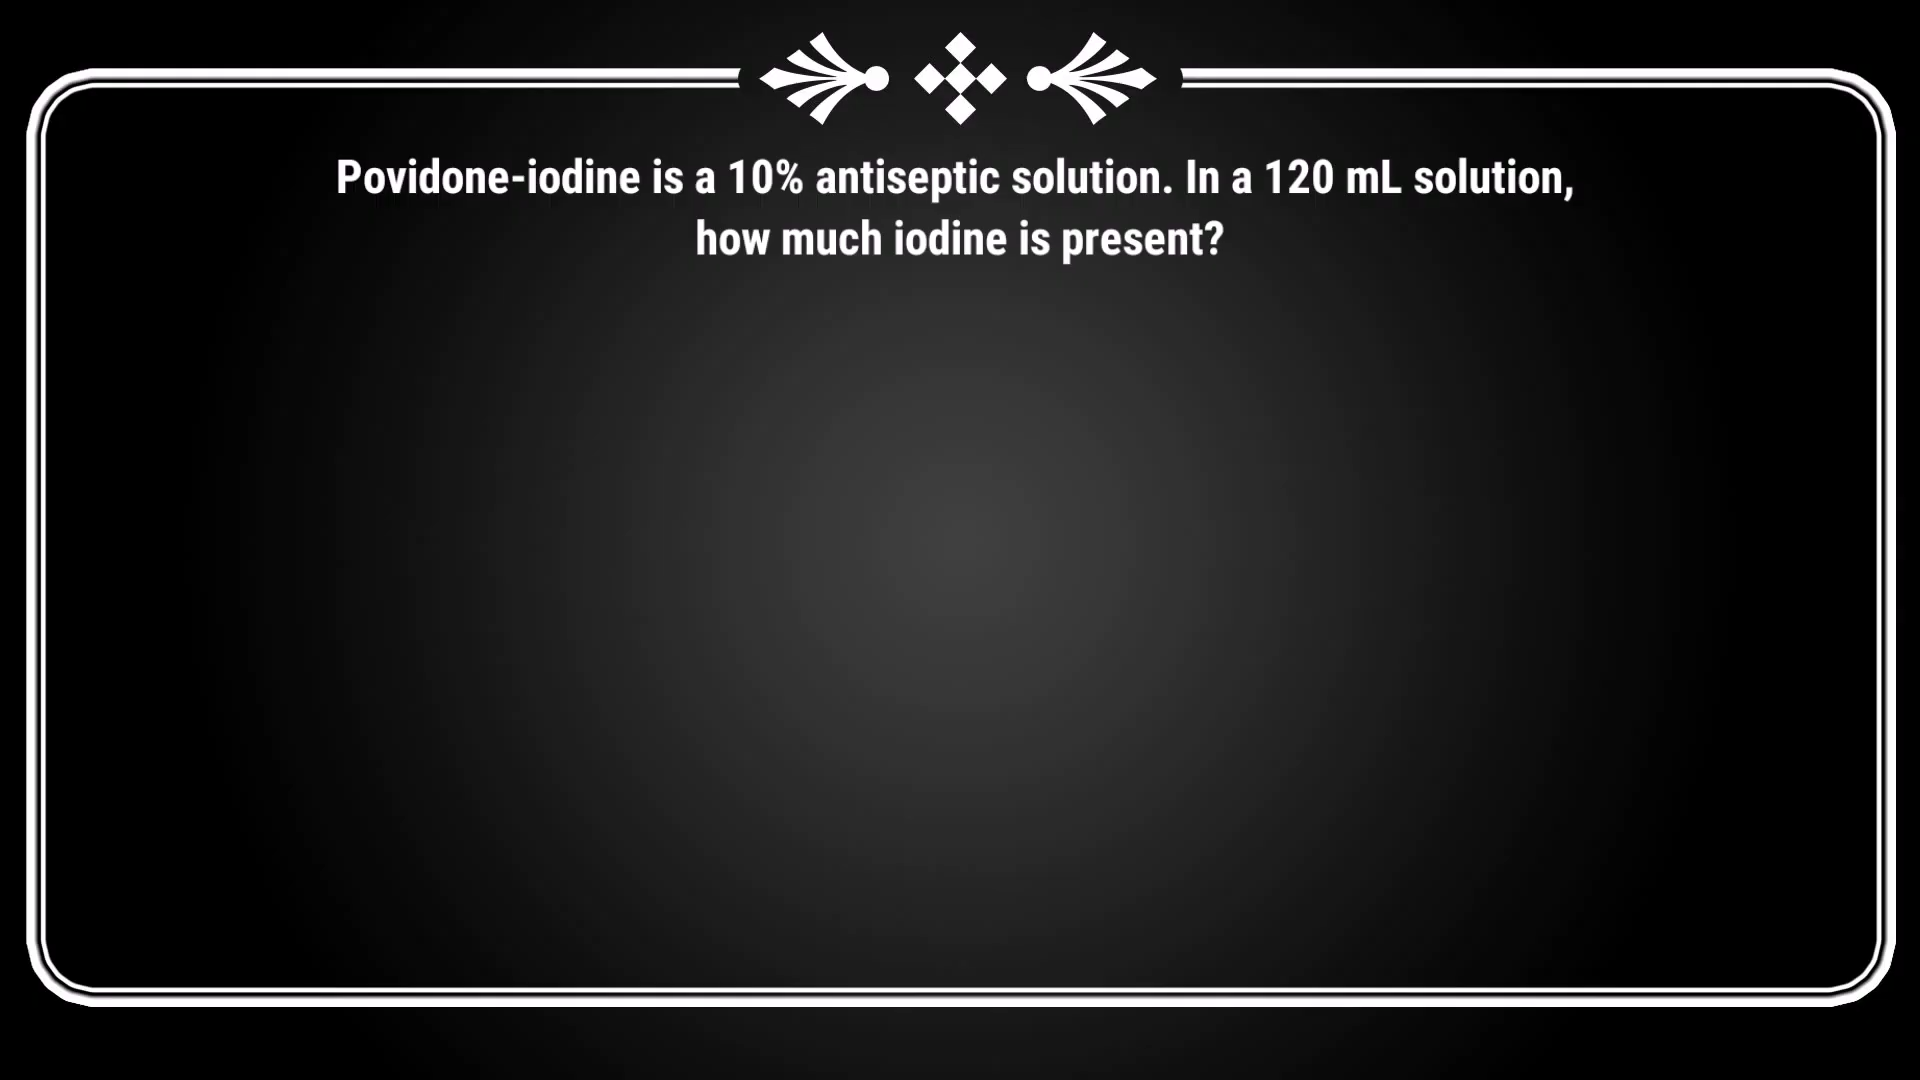 Povidone-iodine is a 10% antiseptic solution. In a 120 mL solution,
how much iodine is present?